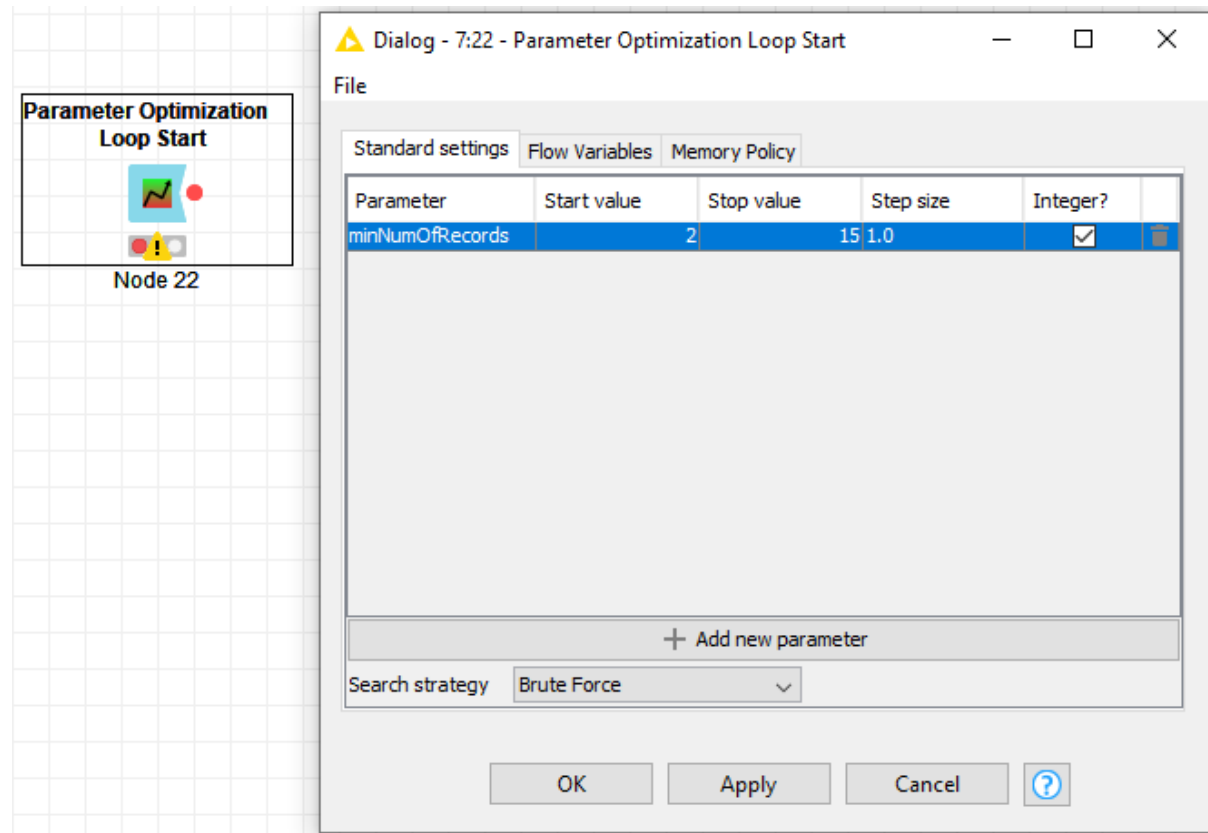 Dialog - 7:22 - Parameter Optimization Loop Start
File
Parameter Optimization
Loop Start
Node 22
Standard settings Flow Variables Memory Policy
Parameter Start value Stop value Step size Integer?
minNumOfRecords 2 15 1.0
+ Add new parameter
Search strategy Brute Force
OK Apply Cancel ?